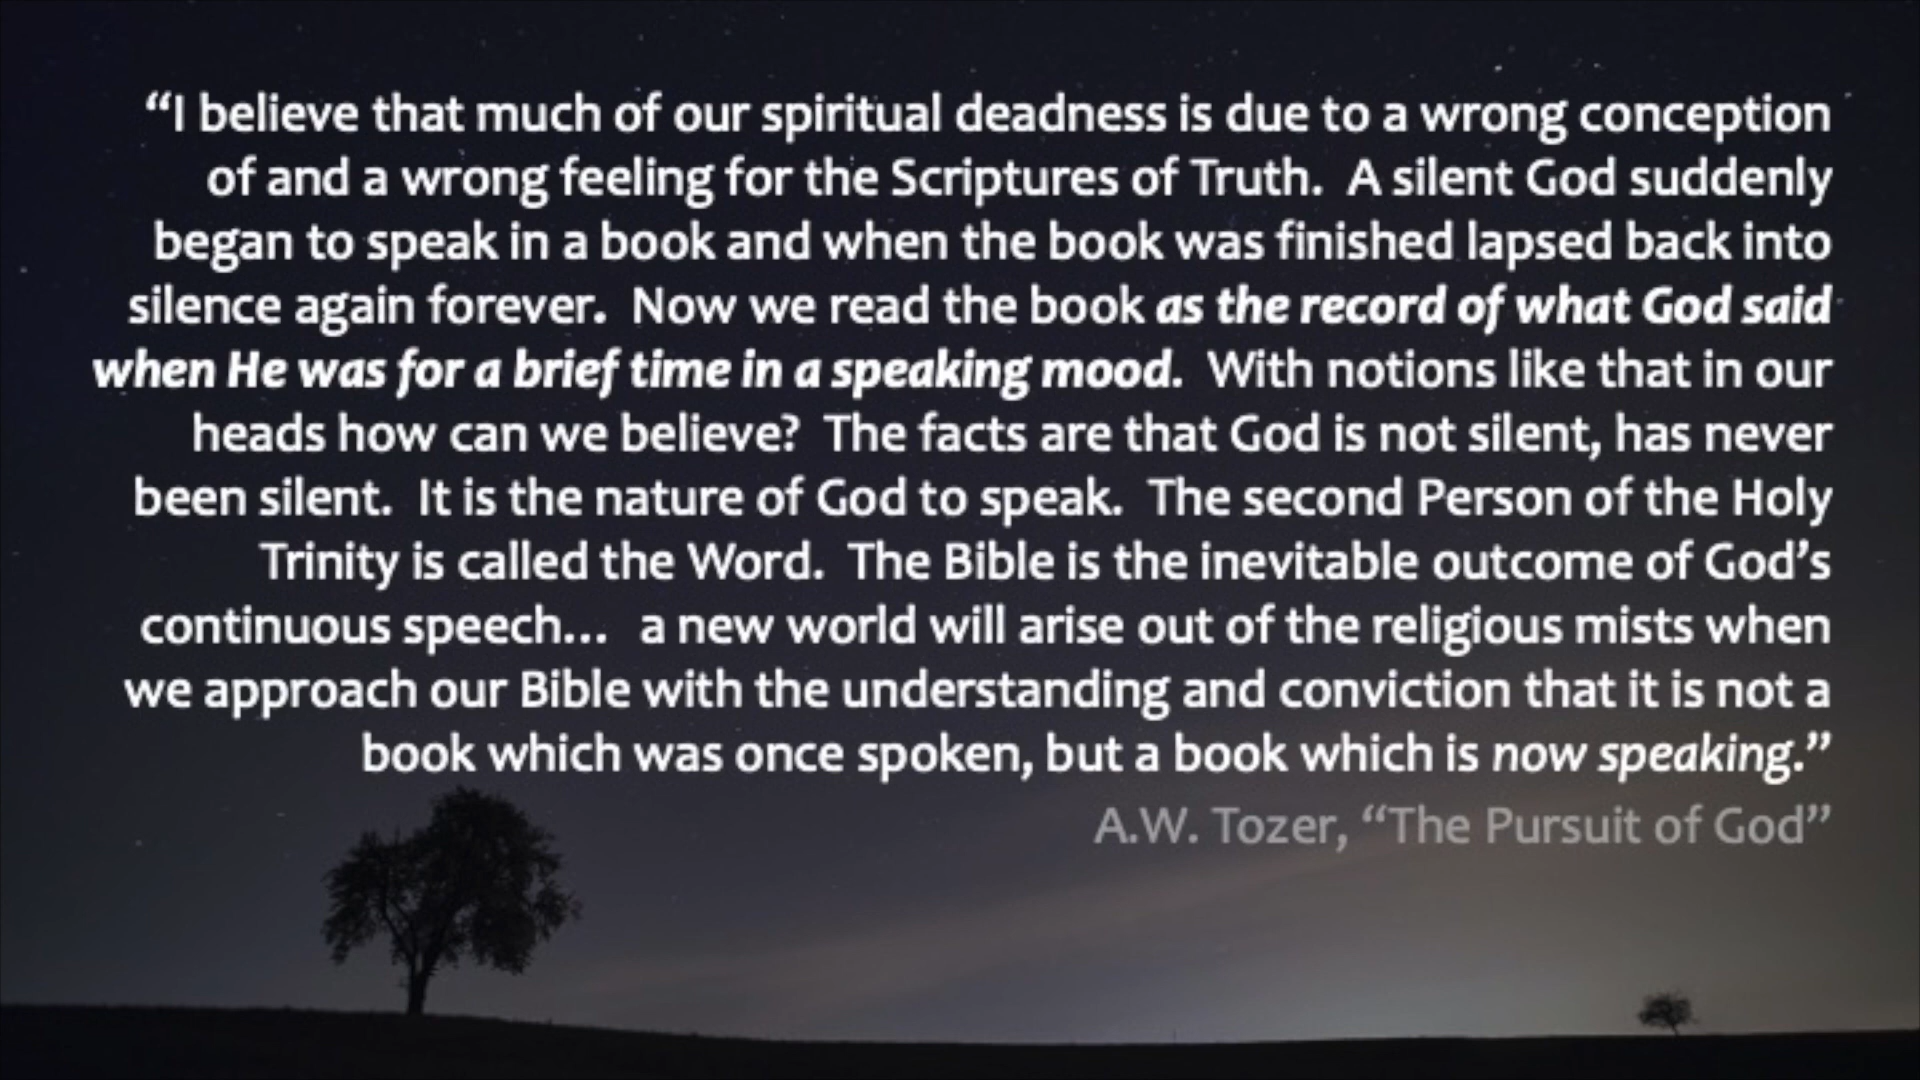 “I believe that much of our spiritual deadness is due to a wrong conception
of and a wrong feeling for the Scriptures of Truth.  A silent God suddenly
began to speak in a book and when the book was finished lapsed back into
silence again forever.  Now we read the book as the record of what God said
when He was for a brief time in a speaking mood.  With notions like that in our
heads how can we believe?  The facts are that God is not silent, has never
been silent.  It is the nature of God to speak.  The second Person of the Holy
Trinity is called the Word.  The Bible is the inevitable outcome of God’s
continuous speech…  a new world will arise out of the religious mists when
we approach our Bible with the understanding and conviction that it is not a
book which was once spoken, but a book which is now speaking.”
A.W. Tozer, “The Pursuit of God”